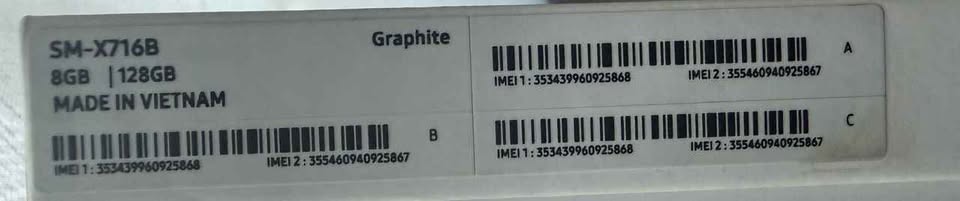 SM-X716B Graphite
8GB | 128GB
MADE IN VIETNAM
IMEI 1 : 353439960925868 IMEI 2 : 355460940925867
B
IMEI 1 : 353439960925868 IMEI 2 : 355460940925867
A
IMEI 1 : 353439960925868 IMEI 2 : 355460940925867
C